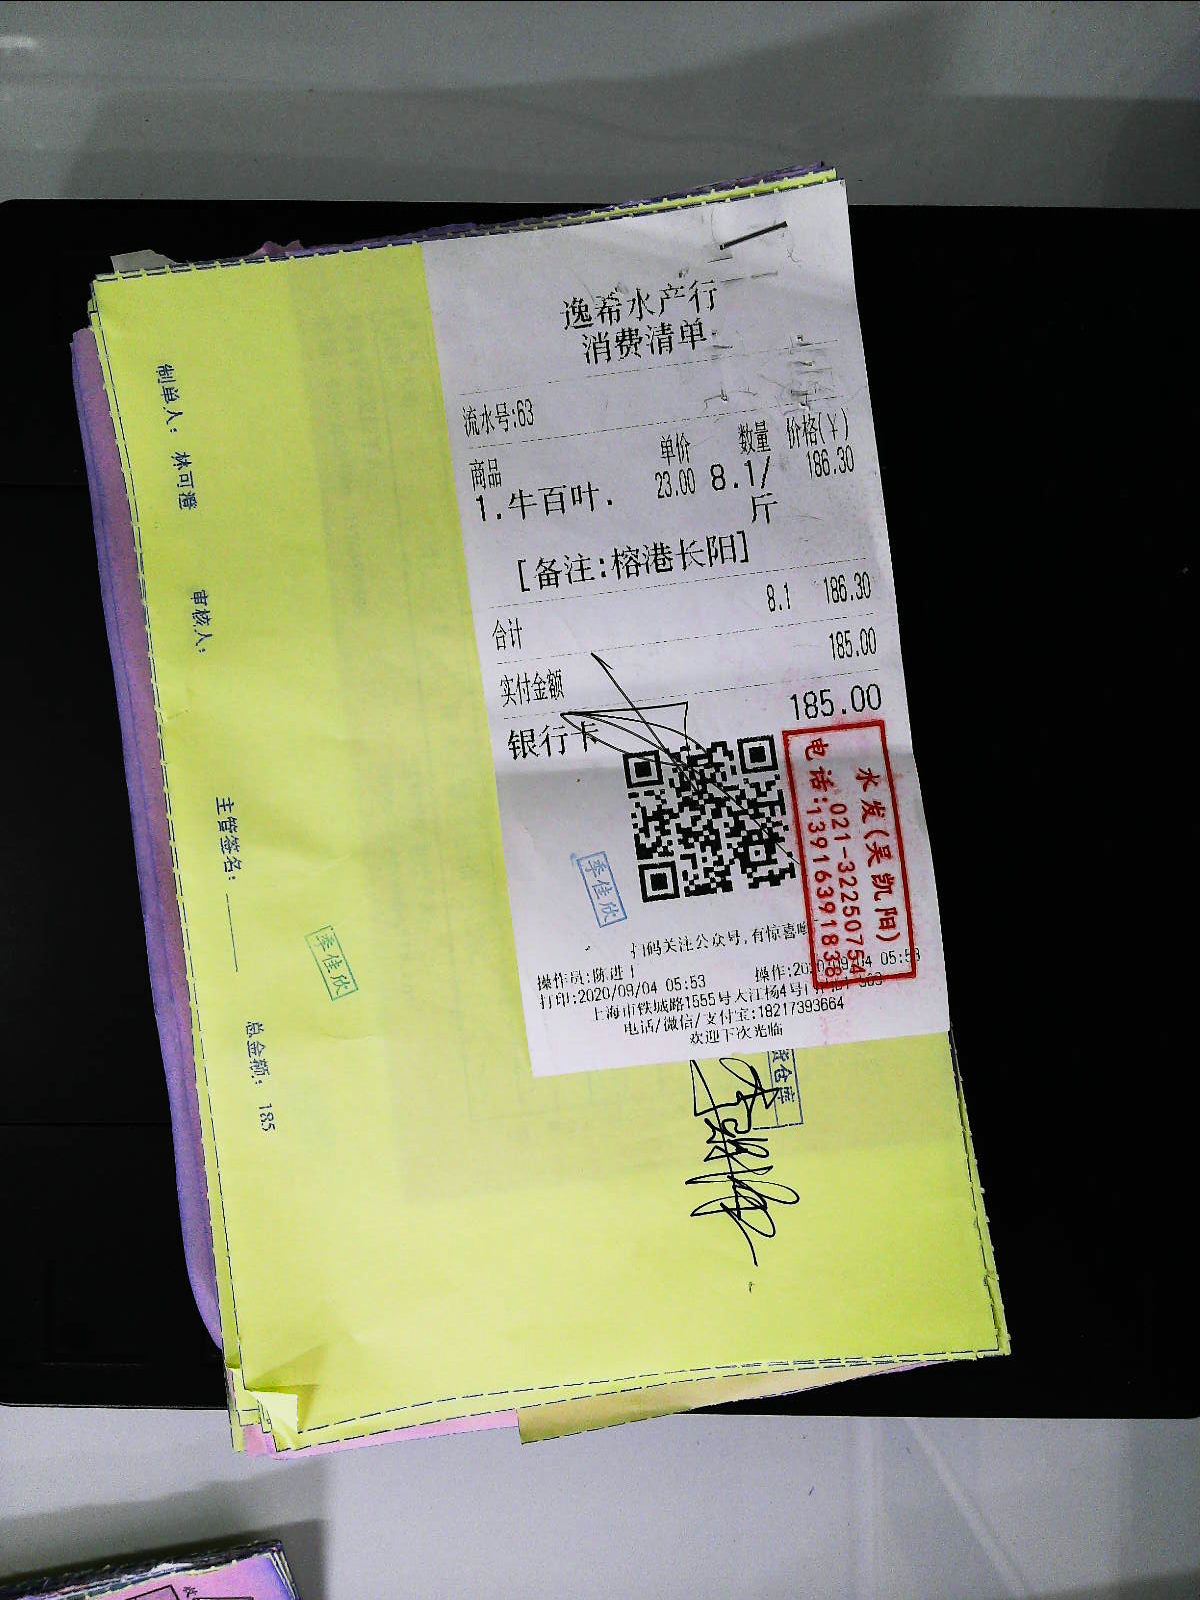 逸希水产行
消费清单
流水号:63
商品 单价 数量 价格(￥)
1.牛百叶. 23.00 8.1/斤 186.30
[备注:榕港长阳]
合计 8.1 186.30
实付金额 185.00
银行卡 185.00
水发(吴凯阳)
021-32250754
电话:13916391838
季佳欣
扫码关注公众号,有惊喜
操作员:陈进
打印:2020/09/04 05:53
上海市铁城路1555号大江杨4号
电话/微信/支付宝:18217393664
欢迎下次光临
制单人: 林可澄
审核人:
主管签名:
总金额: 185
季佳欣
仓库